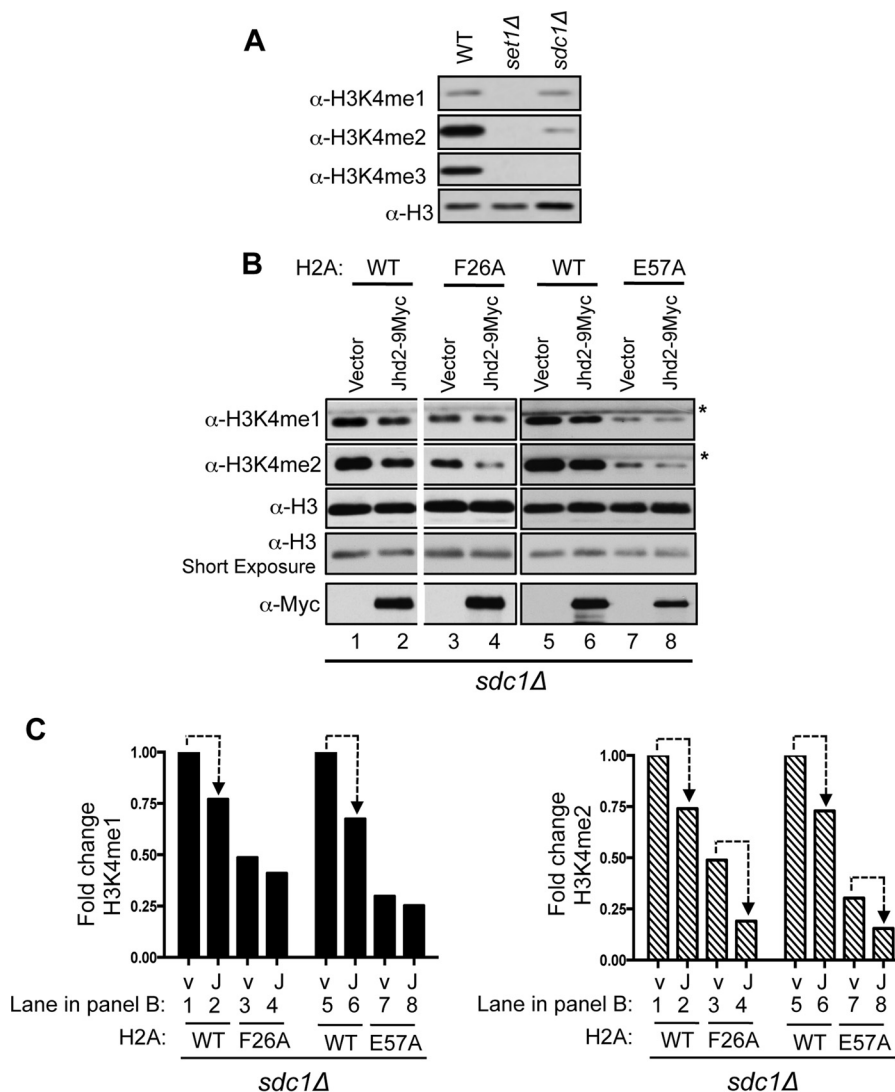 A
WT set1Δ sdc1Δ
α-H3K4me1
α-H3K4me2
α-H3K4me3
α-H3
B
H2A: WT F26A WT E57A
Vector Jhd2-9Myc Vector Jhd2-9Myc Vector Jhd2-9Myc Vector Jhd2-9Myc
α-H3K4me1 *
α-H3K4me2 *
α-H3
α-H3
Short Exposure
α-Myc
1 2 3 4 5 6 7 8
sdc1Δ
C
Fold change
H3K4me1
1.00
0.75
0.50
0.25
0.00
v J v J v J v J
Lane in panel B: 1 2 3 4 5 6 7 8
H2A: WT F26A WT E57A
sdc1Δ
Fold change
H3K4me2
1.00
0.75
0.50
0.25
0.00
v J v J v J v J
Lane in panel B: 1 2 3 4 5 6 7 8
H2A: WT F26A WT E57A
sdc1Δ